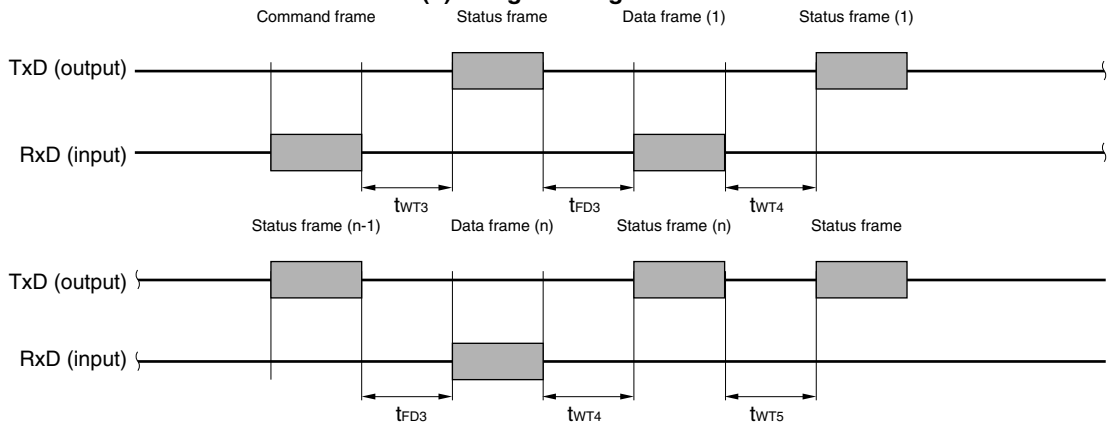 Command frame Status frame Data frame (1) Status frame (1)
TxD (output)
RxD (input)
tWT3 tFD3 tWT4
Status frame (n-1) Data frame (n) Status frame (n) Status frame
TxD (output)
RxD (input)
tFD3 tWT4 tWT5